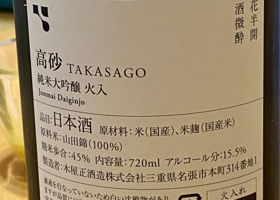 花半開
酒微酔
高砂 TAKASAGO
純米大吟醸 火入
Junmai Daiginjo
品目:日本酒 原材料:米(国産)、米麹(国産米)
原料米:山田錦(100%)
精米歩合:45% 内容量:720ml アルコール分:15.5%
製造者:木屋正酒造株式会社 三重県名張市本町314番地1
火入れ